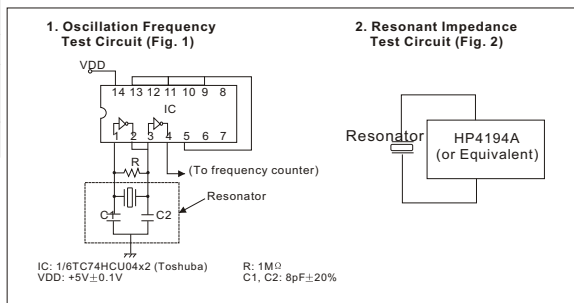 1. Oscillation Frequency
Test Circuit (Fig. 1)
VDD
14 13 12 11 10 9 8
IC
1 2 3 4 5 6 7
R
(To frequency counter)
Resonator
C1
C2
IC: 1/6TC74HCU04x2 (Toshuba)
VDD: +5V±0.1V
R: 1MΩ
C1, C2: 8pF±20%
2. Resonant Impedance
Test Circuit (Fig. 2)
Resonator
HP4194A
(or Equivalent)